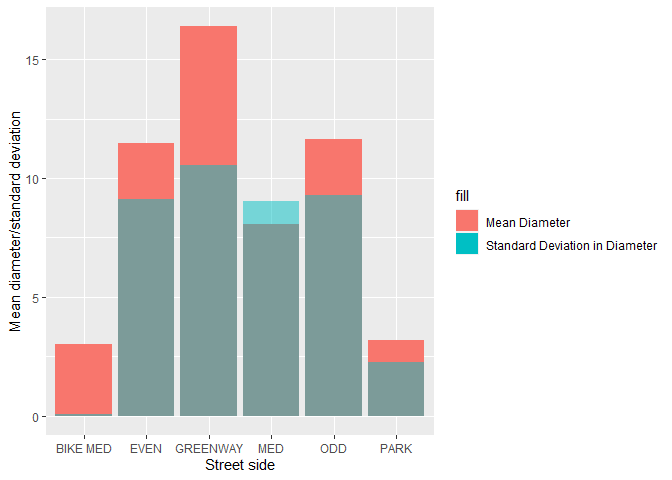 15
10
5
0
Mean diameter/standard deviation
BIKE MED EVEN GREENWAY MED ODD PARK
Street side
fill
Mean Diameter
Standard Deviation in Diameter